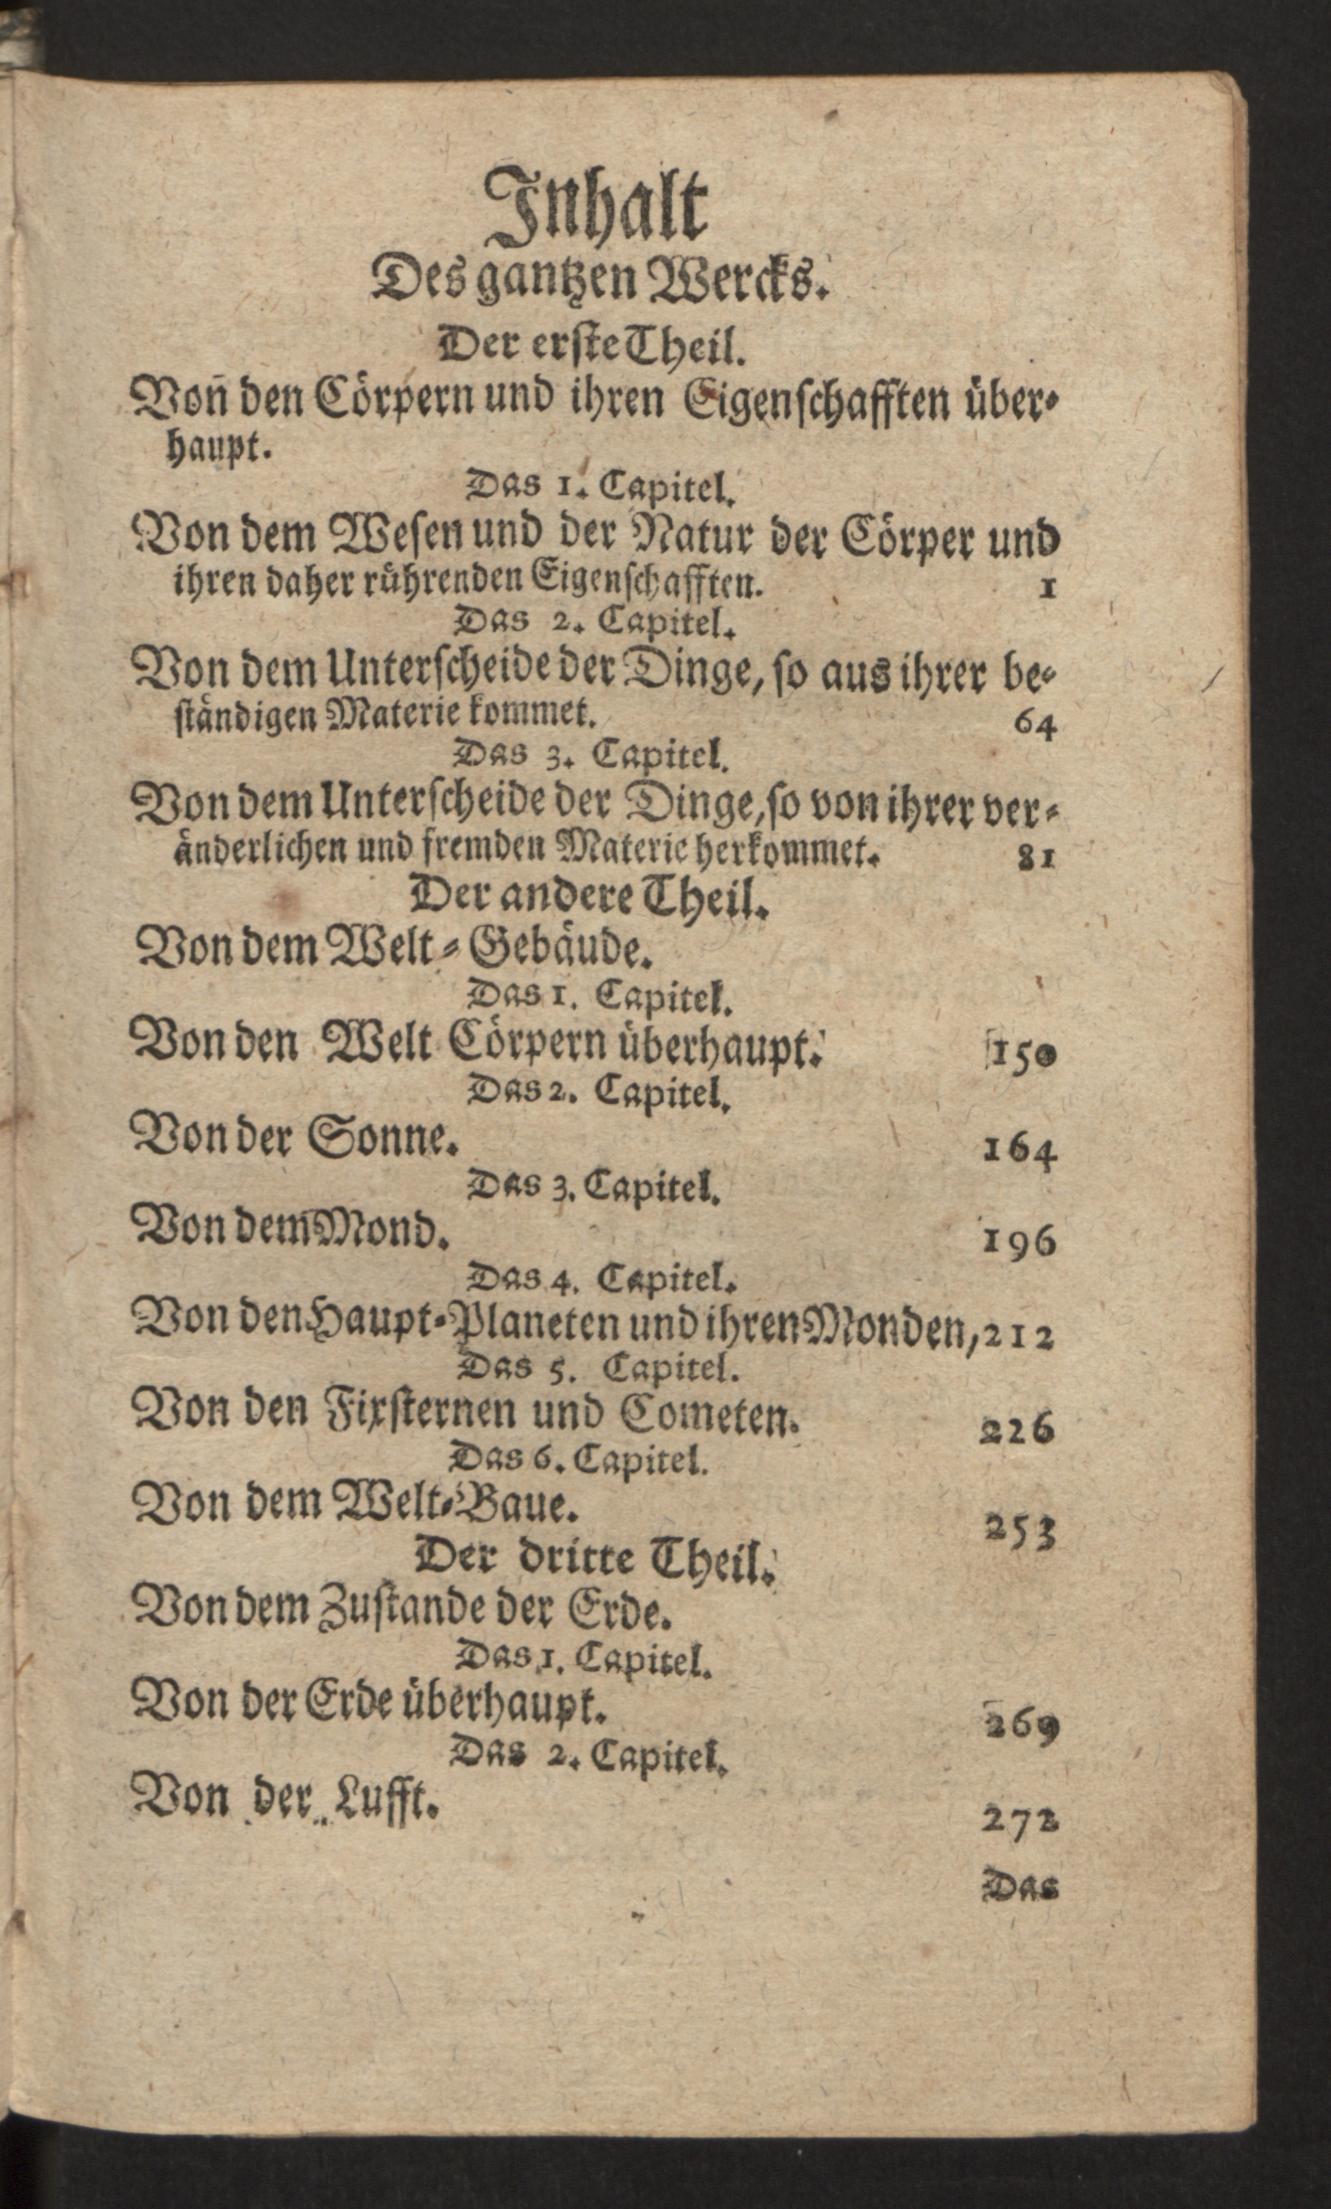 Inhalt
Des gantzen Wercks.
Der erste Theil.
Von̄ den Cörpern und ihren Eigenschafften über-
haupt.
Das 1. Capitel.
Von dem Wesen und der Natur der Cörper und
ihren daher rührenden Eigenschafften. 1
Das 2. Capitel.
Von dem Unterscheide der Dinge, so aus ihrer be-
ständigen Materie kommet. 64
Das 3. Capitel.
Von dem Unterscheide der Dinge, so von ihrer ver-
änderlichen und fremden Materie herkommet. 81
Der andere Theil.
Von dem Welt-Gebäude.
Das 1. Capitel.
Von den Welt Cörpern überhaupt. 150
Das 2. Capitel.
Von der Sonne. 164
Das 3. Capitel.
Von dem Mond. 196
Das 4. Capitel.
Von den Haupt-Planeten und ihren Monden, 212
Das 5. Capitel.
Von den Fixsternen und Cometen. 226
Das 6. Capitel.
Von dem Welt-Baue. 253
Der dritte Theil.
Von dem Zustande der Erde.
Das 1. Capitel.
Von der Erde überhaupt. 269
Das 2. Capitel.
Von der Lufft. 272
Das